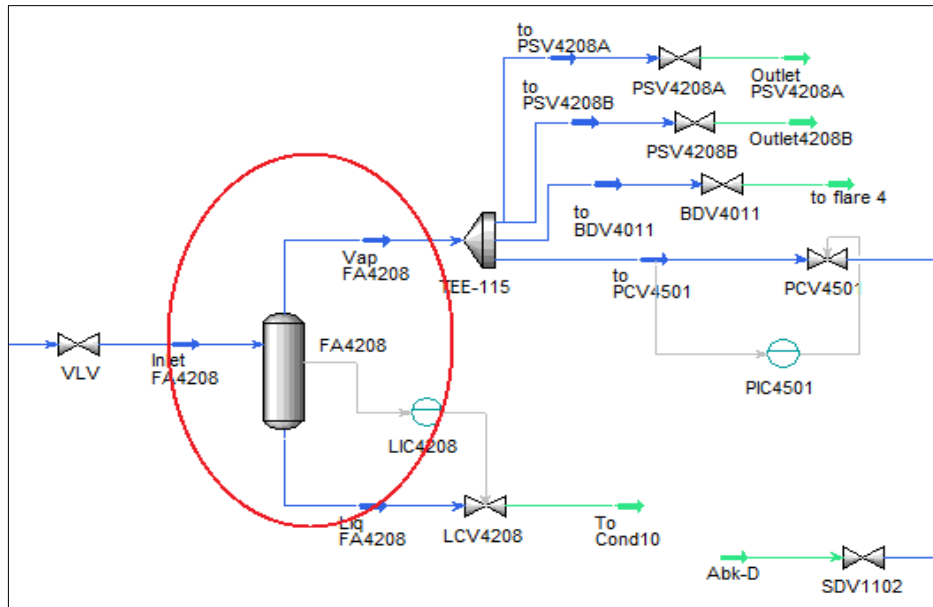 to
PSV4208A
PSV4208A
Outlet
PSV4208A
to
PSV4208B
PSV4208B
Outlet4208B
to
BDV4011
BDV4011
to flare 4
Vap
FA4208
TEE-115
to
PCV4501
PCV4501
PIC4501
VLV
Inlet
FA4208
FA4208
LIC4208
Liq
FA4208
LCV4208
To
Cond10
Abk-D
SDV1102